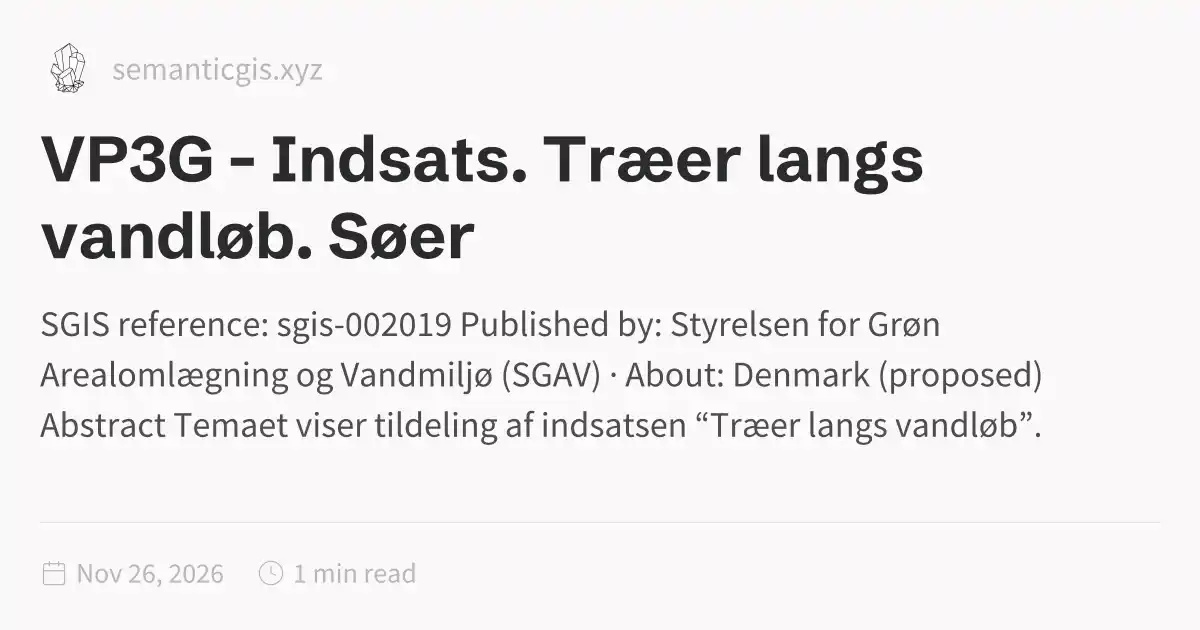 semanticgis.xyz
VP3G - Indsats. Træer langs
vandløb. Søer
SGIS reference: sgis-002019 Published by: Styrelsen for Grøn
Arealomlægning og Vandmiljø (SGAV) · About: Denmark (proposed)
Abstract Temaet viser tildeling af indsatsen “Træer langs vandløb”.
Nov 26, 2026 1 min read